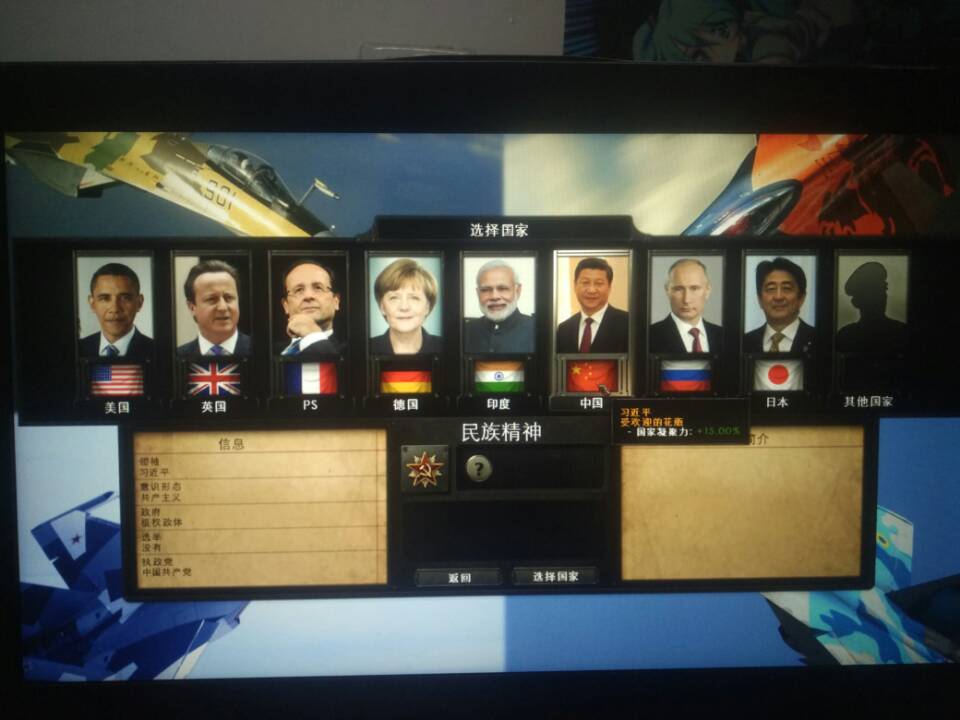 901
选择国家
美国
英国
PS
德国
印度
中国
日本
其他国家
习近平
受欢迎的花瓶
- 国家凝聚力: +15.00%
民族精神
信息
介
领袖
习近平
意识形态
共产主义
政府
极权政体
选举
没有
执政党
中国共产党
?
返回
选择国家